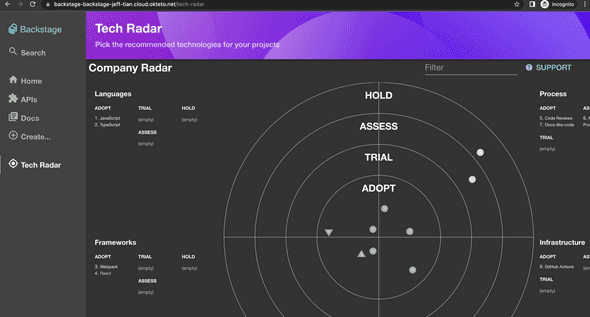 backstage-backstage-jeff-tian.cloud.okteto.net/tech-radar
Incognito
Backstage
Search
Home
APIs
Docs
Create...
Tech Radar
Tech Radar
Pick the recommended technologies for your projects
Company Radar
Filter
SUPPORT
Languages
ADOPT
1. JavaScript
2. TypeScript
TRIAL
(empty)
ASSESS
(empty)
HOLD
(empty)
HOLD
ASSESS
TRIAL
ADOPT
Process
ADOPT
5. Code Reviews
7. Docs-like-code
TRIAL
(empty)
Frameworks
ADOPT
3. Webpack
4. React
TRIAL
(empty)
ASSESS
(empty)
HOLD
(empty)
Infrastructure
ADOPT
8. GitHub Actions
TRIAL
(empty)